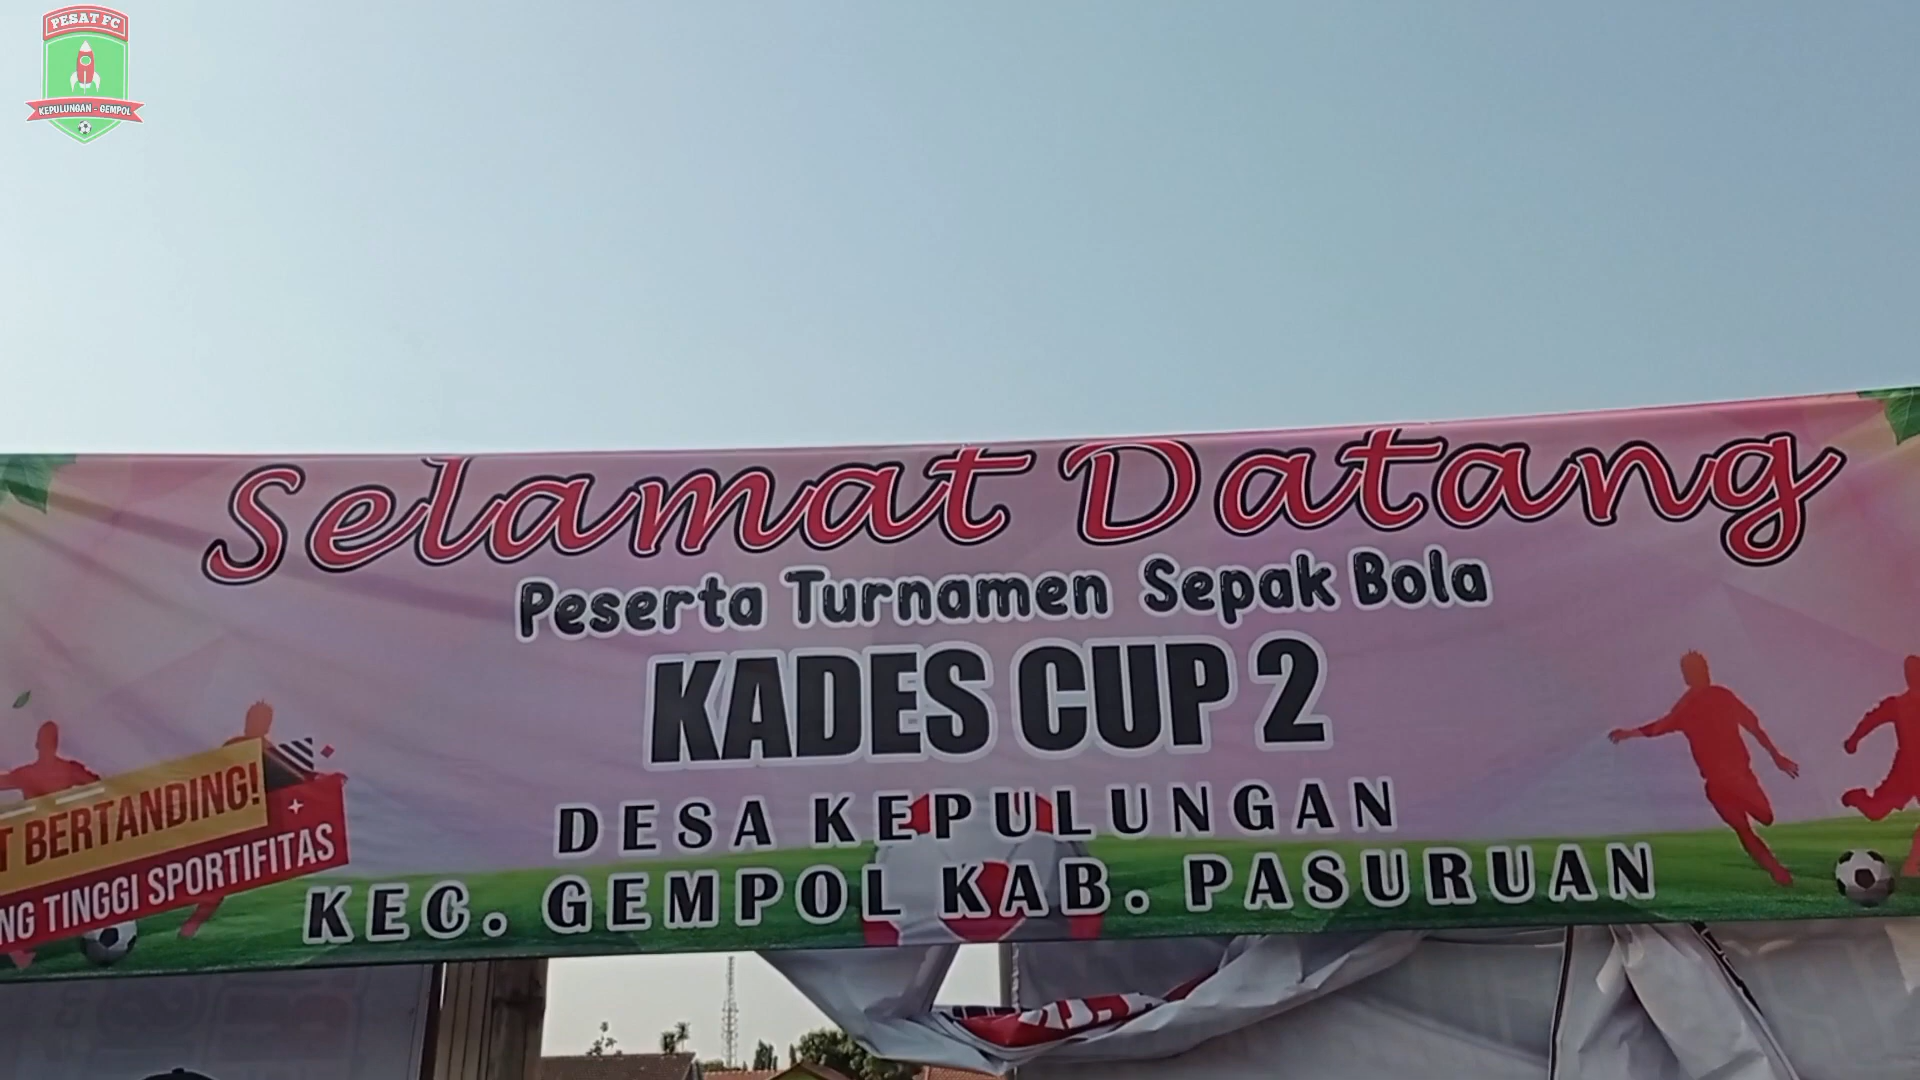 PESAT FC
KEPULUNGAN - GEMPOL
Selamat Datang
Peserta Turnamen Sepak Bola
KADES CUP 2
DESA KEPULUNGAN
KEC. GEMPOL KAB. PASURUAN
BERTANDING!
TINGGI SPORTIFITAS